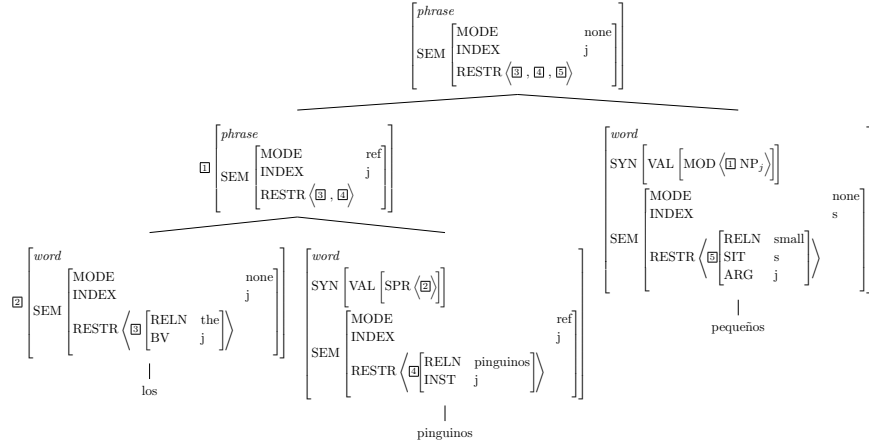 phrase
MODE none
SEM INDEX j
RESTR ⟨ 3 , 4 , 5 ⟩
phrase
MODE ref
1 SEM INDEX j
RESTR ⟨ 3 , 4 ⟩
word
SYN [VAL [MOD ⟨ 1 NPj ⟩]]
MODE none
INDEX s
SEM RESTR ⟨ 5 RELN small
SIT s
ARG j ⟩
pequeños
2 word
MODE none
INDEX j
SEM RESTR ⟨ 3 RELN the
BV j ⟩
los
word
SYN [VAL [SPR ⟨ 2 ⟩]]
MODE ref
INDEX j
SEM RESTR ⟨ 4 RELN pinguinos
INST j ⟩
pinguinos